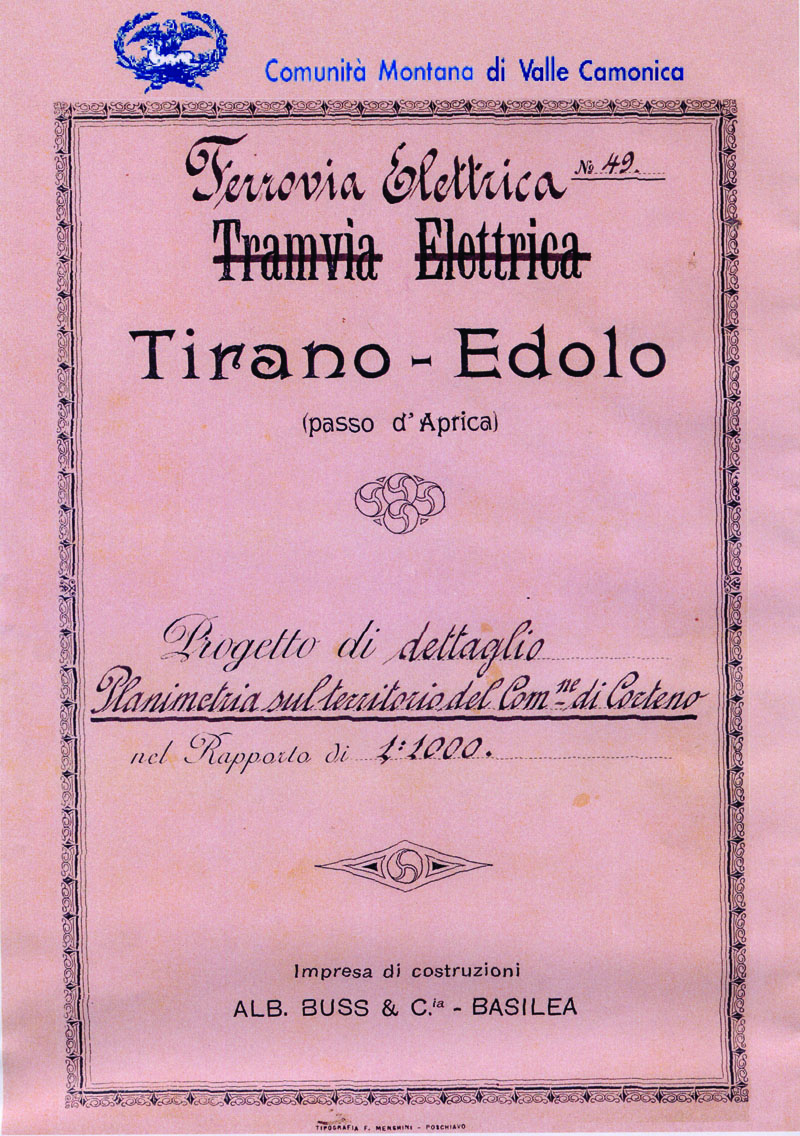 Comunità Montana di Valle Camonica
Ferrovia Elettrica No 49.
Tramvia Elettrica
Tirano - Edolo
(passo d'Aprica)
Progetto di dettaglio
Planimetria sul territorio del Com.ne di Corteno
nel Rapporto di 1:1000.
Impresa di costruzioni
ALB. BUSS & C.ia - BASILEA
TIPOGRAFIA F. MENGHINI - POSCHIAVO